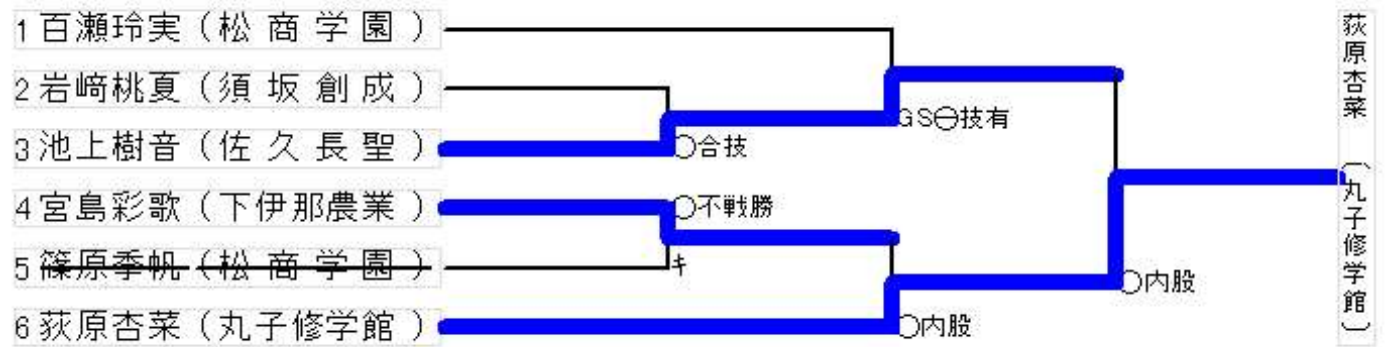 1 百瀬玲実（松 商 学 園 ）
2 岩﨑桃夏（須 坂 創 成 ）
3 池上樹音（佐 久 長 聖 ）
4 宮島彩歌（下伊那農業 ）
5 篠原季帆（松 商 学 園 ）
6 荻原杏菜（丸子修学館 ）
○合技
○不戦勝
キ
GS⊖技有
○内股
○内股
荻原杏菜（丸子修学館）